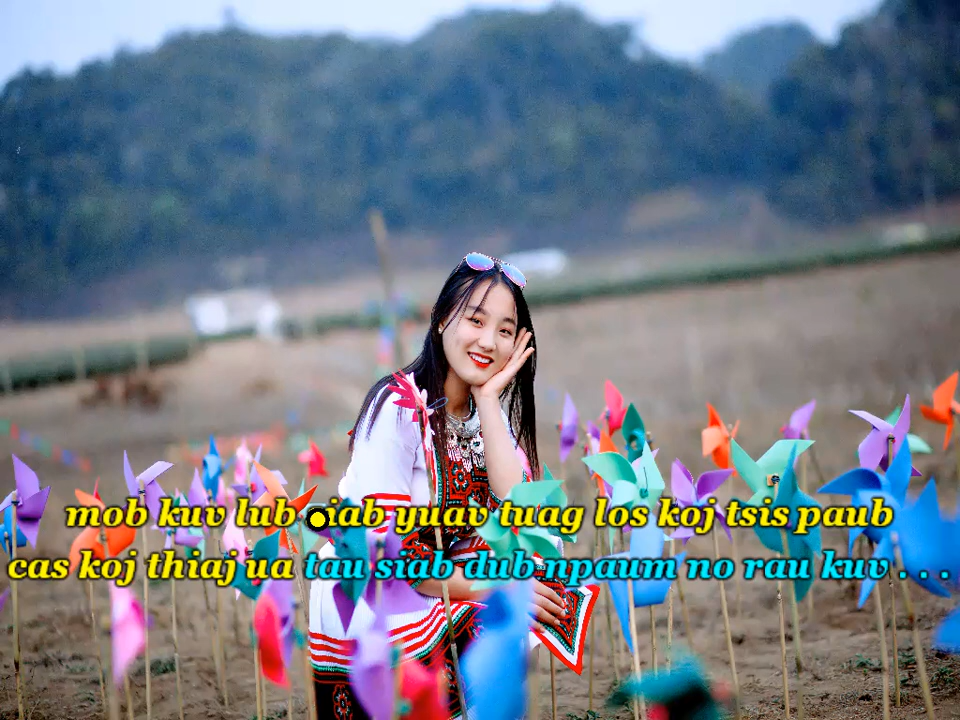 mob kuv lub siab yuav tuag los koj tsis paub
cas koj thiaj ua tau siab dub npaum no rau kuv . . .